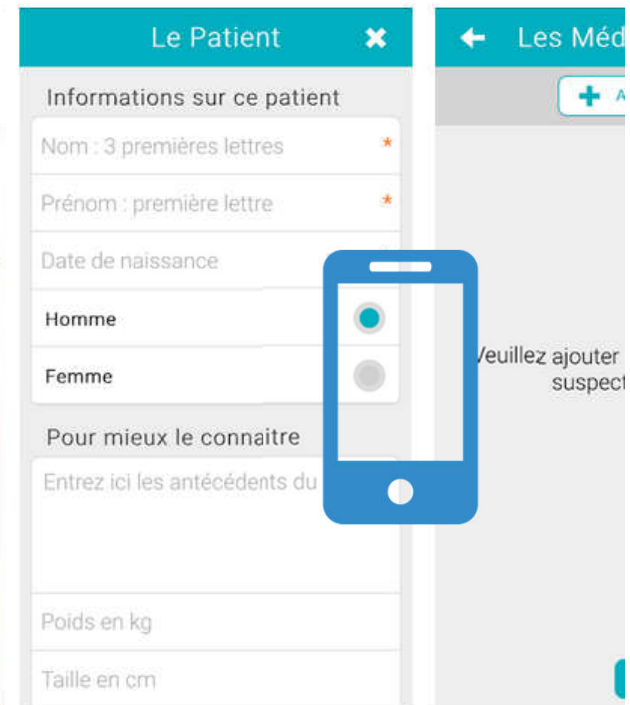 Le Patient
Informations sur ce patient
Nom : 3 premières lettres *
Prénom : première lettre *
Date de naissance
Homme
Femme
Pour mieux le connaitre
Entrez ici les antécédents du
Poids en kg
Taille en cm
Les Méd
A
Veuillez ajouter
suspect